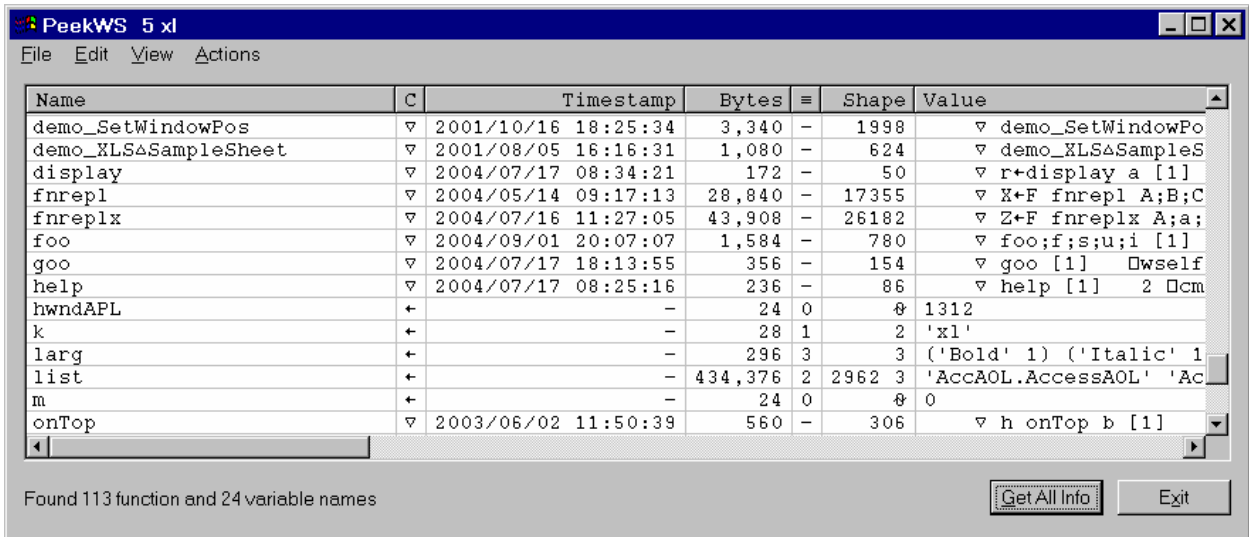 PeekWS 5 xl
File Edit View Actions
Name C Timestamp Bytes ≡ Shape Value
demo_SetWindowPos ∇ 2001/10/16 18:25:34 3,340 – 1998 ∇ demo_SetWindowPo
demo_XLS∆SampleSheet ∇ 2001/08/05 16:16:31 1,080 – 624 ∇ demo_XLS∆SampleS
display ∇ 2004/07/17 08:34:21 172 – 50 ∇ r←display a [1]
fnrepl ∇ 2004/05/14 09:17:13 28,840 – 17355 ∇ X←F fnrepl A;B;C
fnreplx ∇ 2004/07/16 11:27:05 43,908 – 26182 ∇ Z←F fnreplx A;a;
foo ∇ 2004/09/01 20:07:07 1,584 – 780 ∇ foo;f;s;u;i [1]
goo ∇ 2004/07/17 18:13:55 356 – 154 ∇ goo [1] ⎕wself
help ∇ 2004/07/17 08:25:16 236 – 86 ∇ help [1] 2 ⎕cm
hwndAPL ← – 24 0 ⍬ 1312
k ← – 28 1 2 'xl'
larg ← – 296 3 3 ('Bold' 1) ('Italic' 1
list ← – 434,376 2 2962 3 'AccAOL.AccessAOL' 'Ac
m ← – 24 0 ⍬ 0
onTop ∇ 2003/06/02 11:50:39 560 – 306 ∇ h onTop b [1]
Found 113 function and 24 variable names
Get All Info Exit